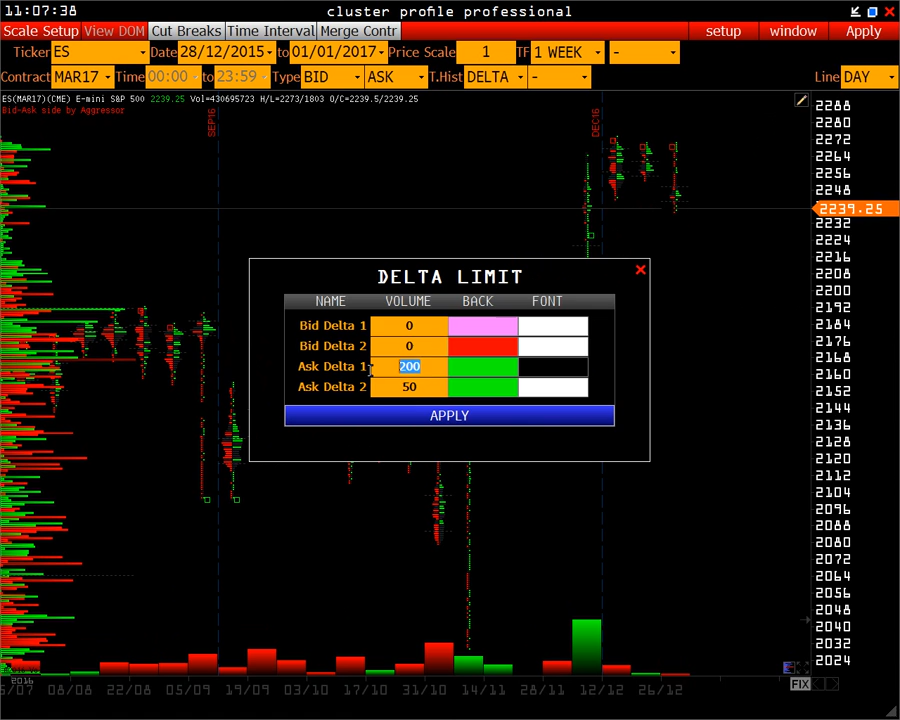 11:07:38 cluster profile professional
Scale Setup View DOM Cut Breaks Time Interval Merge Contr setup window Apply
Ticker ES Date 28/12/2015 to 01/01/2017 Price Scale 1 TF 1 WEEK -
Contract MAR17 Time 00:00 to 23:59 Type BID ASK T.Hist DELTA - Line DAY
ES(MAR17)(CME) E-mini S&P 500 2239.25 Vol=430695723 H/L=2273/1803 O/C=2239.5/2239.25
Bid-Ask side by Aggressor
SEP16
DEC16
2288
2280
2272
2264
2256
2248
2239.25
2232
2224
2216
2208
2200
2192
2184
2176
2168
2160
2152
2144
2136
2128
2120
2112
2104
2096
2088
2080
2072
2064
2056
2048
2040
2032
2024
DELTA LIMIT
NAME VOLUME BACK FONT
Bid Delta 1 0
Bid Delta 2 0
Ask Delta 1 200
Ask Delta 2 50
APPLY
2016
5/07 08/08 22/08 05/09 19/09 03/10 17/10 31/10 14/11 28/11 12/12 26/12
FIX